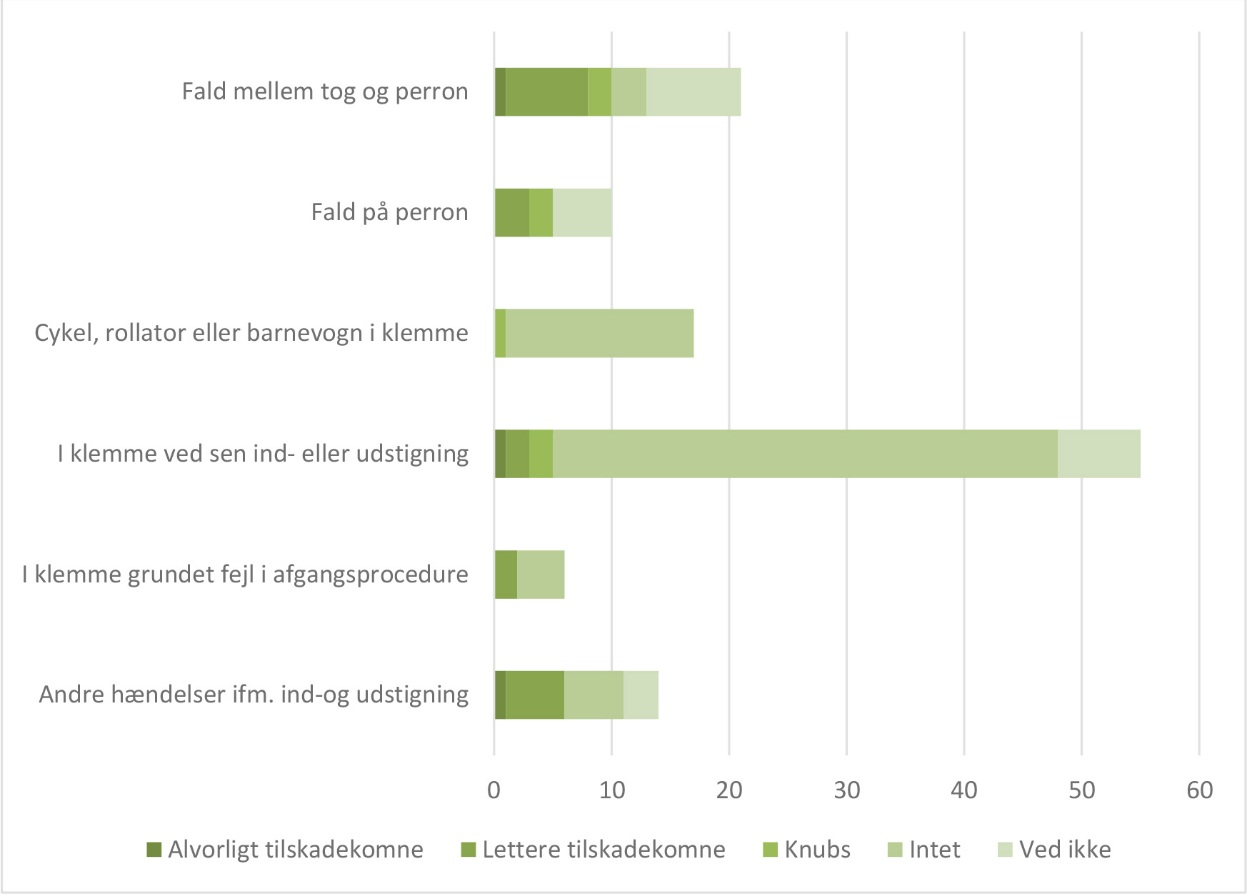 Fald mellem tog og perron
Fald på perron
Cykel, rollator eller barnevogn i klemme
I klemme ved sen ind- eller udstigning
I klemme grundet fejl i afgangsprocedure
Andre hændelser ifm. ind-og udstigning
0 10 20 30 40 50 60
Alvorligt tilskadekomne Lettere tilskadekomne Knubs Intet Ved ikke